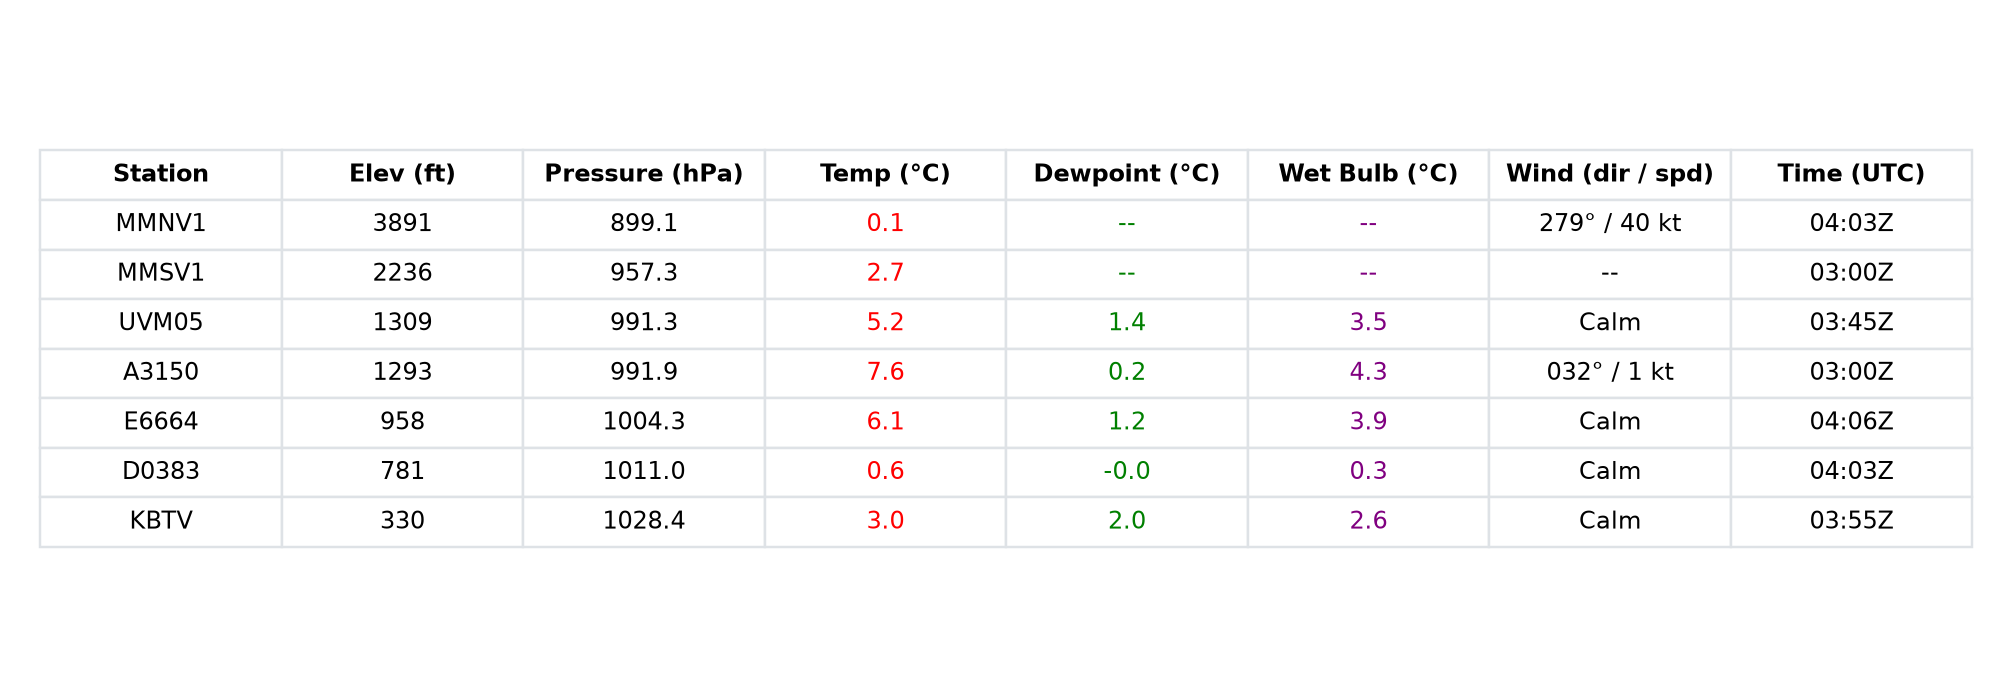 Station Elev (ft) Pressure (hPa) Temp (°C) Dewpoint (°C) Wet Bulb (°C) Wind (dir / spd) Time (UTC)
MMNV1 3891 899.1 0.1 -- -- 279° / 40 kt 04:03Z
MMSV1 2236 957.3 2.7 -- -- -- 03:00Z
UVM05 1309 991.3 5.2 1.4 3.5 Calm 03:45Z
A3150 1293 991.9 7.6 0.2 4.3 032° / 1 kt 03:00Z
E6664 958 1004.3 6.1 1.2 3.9 Calm 04:06Z
D0383 781 1011.0 0.6 -0.0 0.3 Calm 04:03Z
KBTV 330 1028.4 3.0 2.0 2.6 Calm 03:55Z